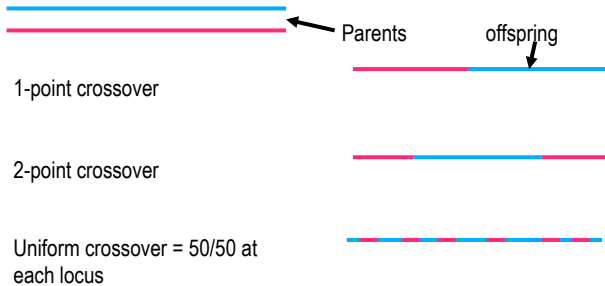 Parents
offspring
1-point crossover
2-point crossover
Uniform crossover = 50/50 at
each locus